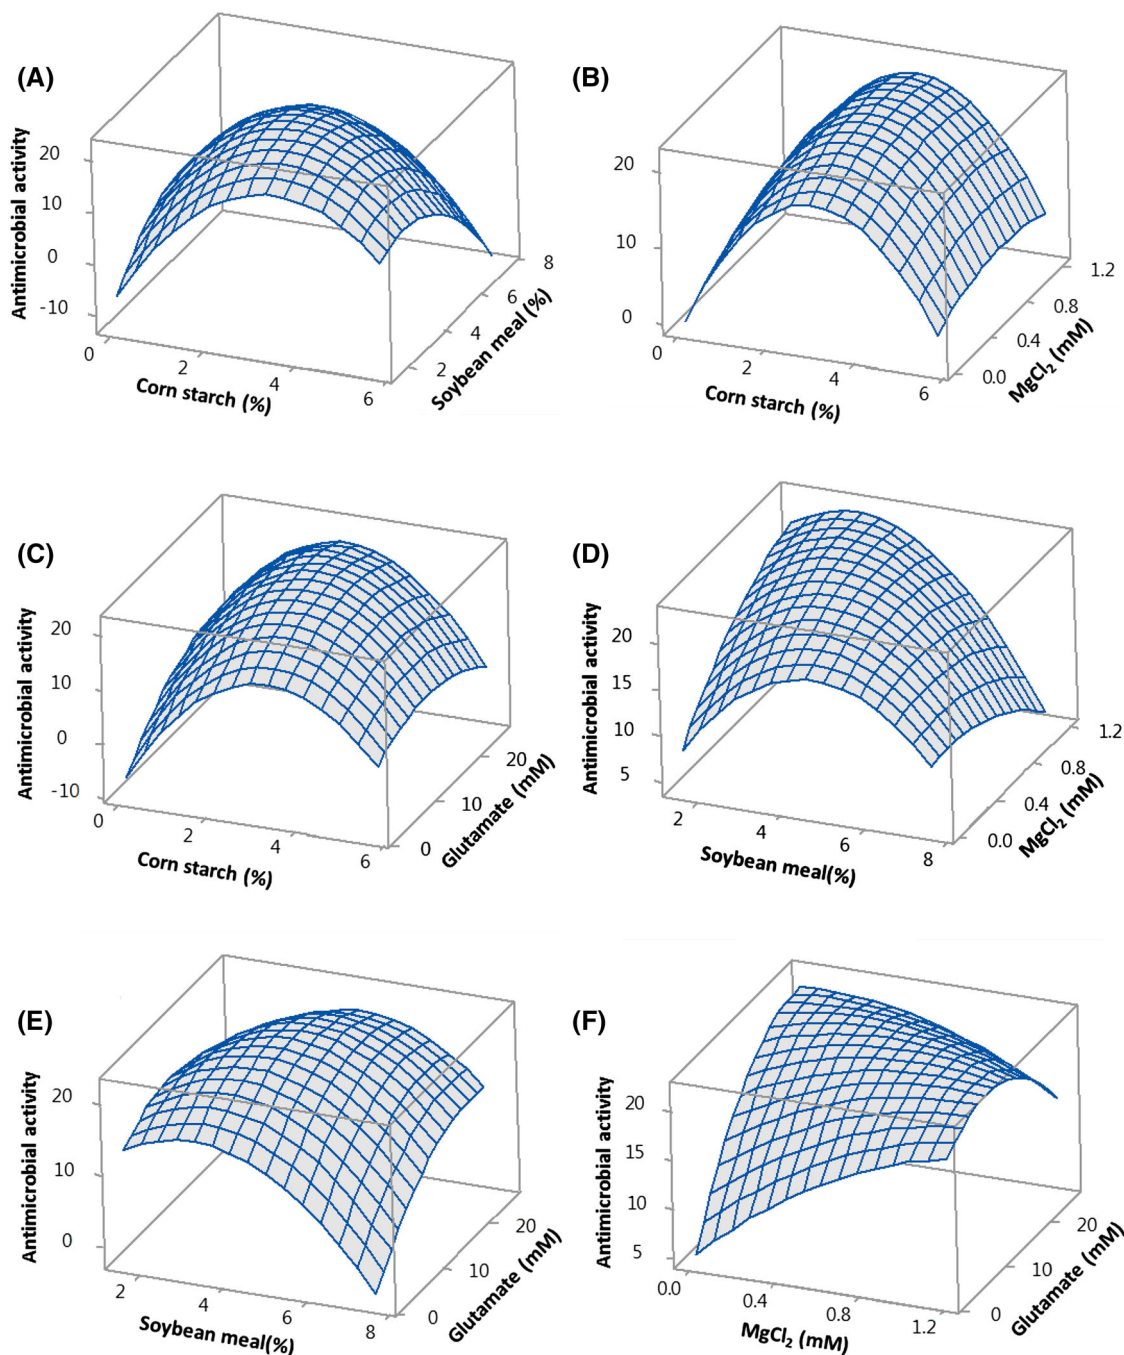 (A)
Antimicrobial activity
20
10
0
-10
0
2
4
6
Corn starch (%)
2
4
6
8
Soybean meal (%)
(B)
20
10
0
0
2
4
6
Corn starch (%)
0.0
0.4
0.8
1.2
MgCl₂ (mM)
(C)
Antimicrobial activity
20
10
0
-10
0
2
4
6
Corn starch (%)
0
10
20
Glutamate (mM)
(D)
Antimicrobial activity
20
15
10
5
2
4
6
8
Soybean meal(%)
0.0
0.4
0.8
1.2
MgCl₂ (mM)
(E)
Antimicrobial activity
20
10
0
2
4
6
8
Soybean meal(%)
0
10
20
Glutamate (mM)
(F)
Antimicrobial activity
20
15
10
5
0.0
0.4
0.8
1.2
MgCl₂ (mM)
0
10
20
Glutamate (mM)